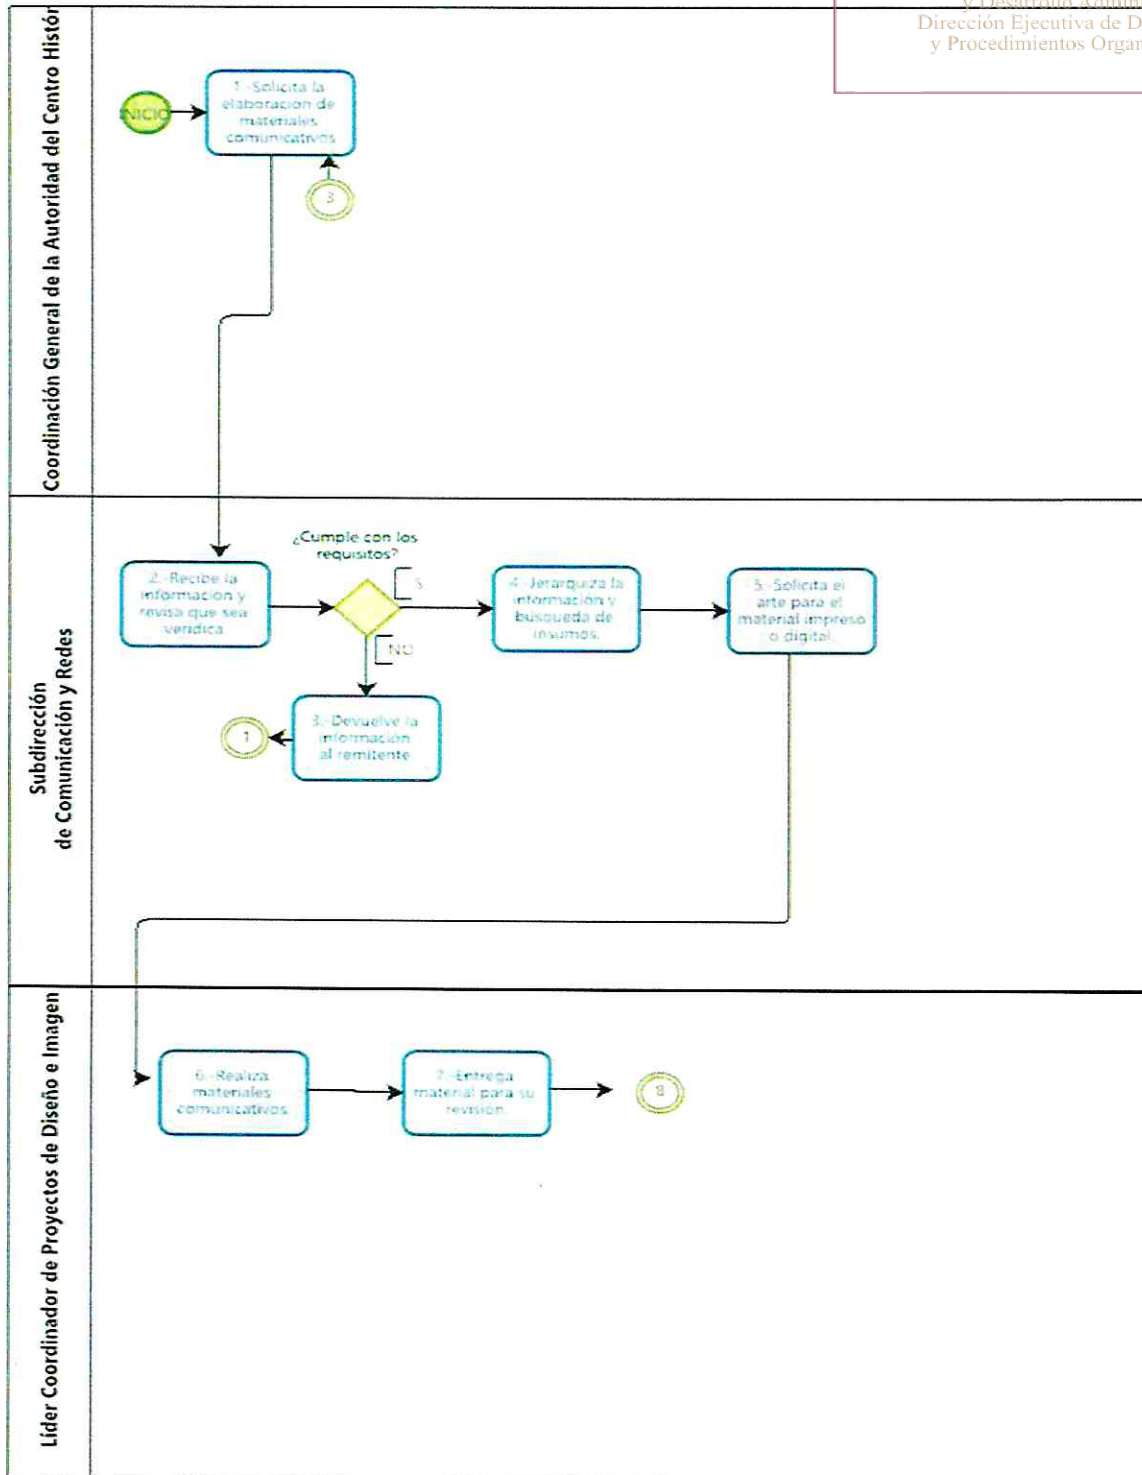 y Desarrollo Admini
Dirección Ejecutiva de D
y Procedimientos Organ
Coordinación General de la Autoridad del Centro Histór
INICIO
1.-Solicita la
elaboración de
materiales
comunicativos
3
Subdirección
de Comunicación y Redes
2.-Recibe la
información y
revisa que sea
verídica.
¿Cumple con los
requisitos?
S
NO
4.-Jerarquiza la
información y
búsqueda de
insumos.
5.-Solicita el
arte para el
material impreso
o digital.
3.-Devuelve la
información
al remitente
1
Líder Coordinador de Proyectos de Diseño e Imagen
6.-Realiza
materiales
comunicativos.
7.-Entrega
material para su
revisión.
8